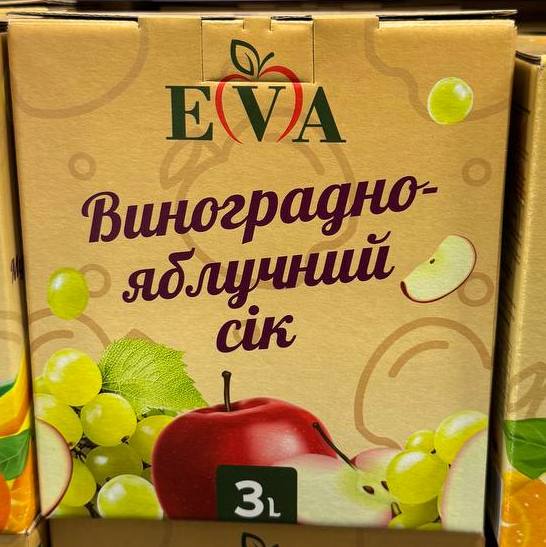 EVA
Виноградно-
яблучний
сік
3L